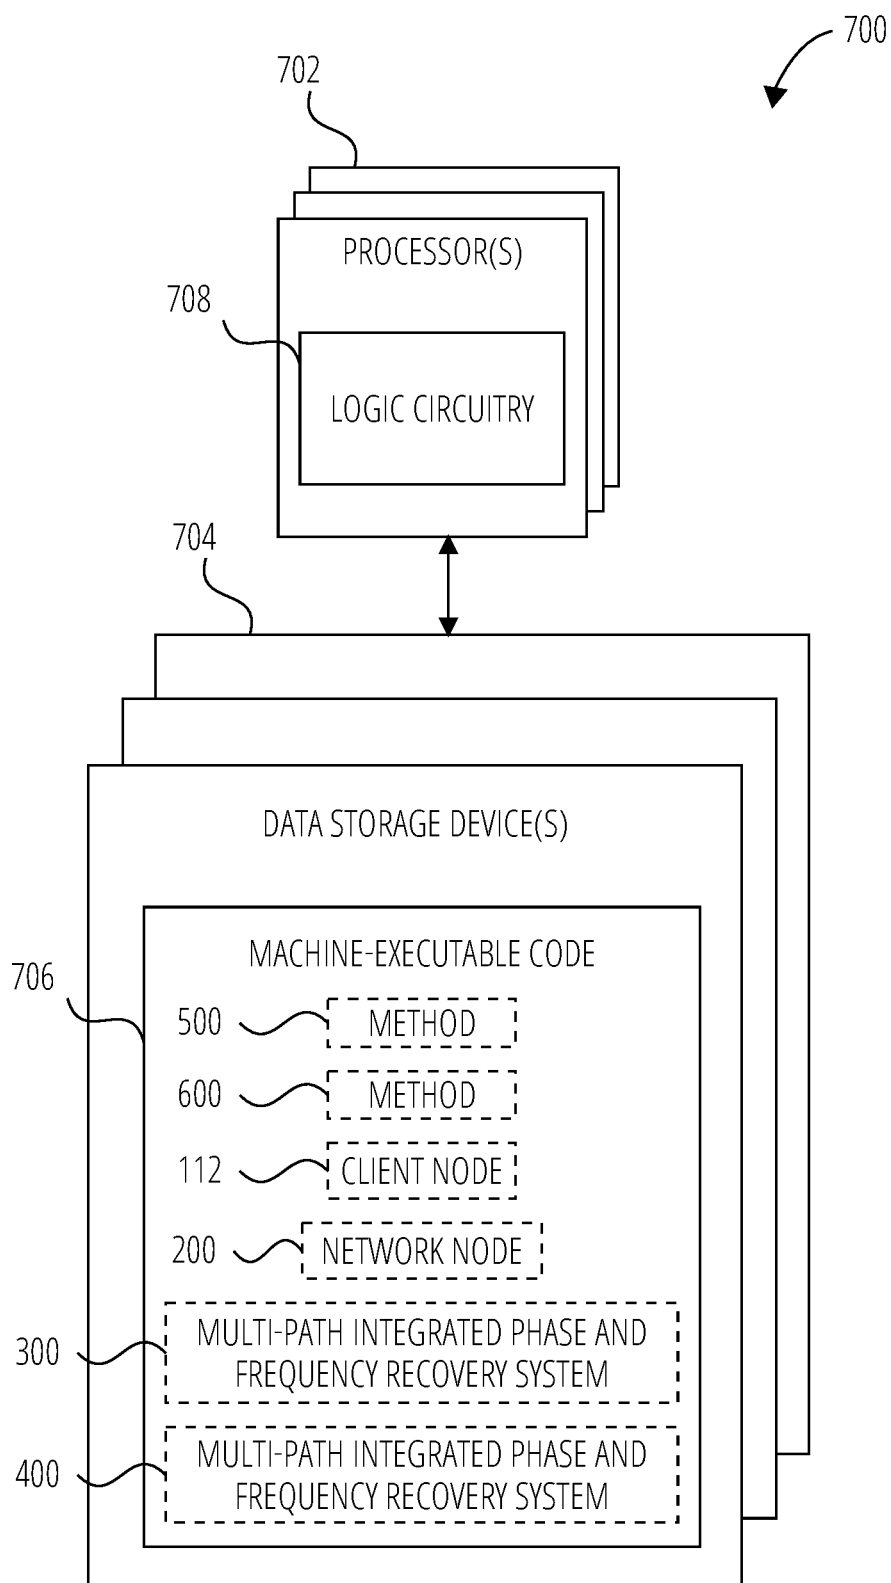 700
702
PROCESSOR(S)
708
LOGIC CIRCUITRY
704
DATA STORAGE DEVICE(S)
MACHINE-EXECUTABLE CODE
706
500 METHOD
600 METHOD
112 CLIENT NODE
200 NETWORK NODE
300 MULTI-PATH INTEGRATED PHASE AND
FREQUENCY RECOVERY SYSTEM
400 MULTI-PATH INTEGRATED PHASE AND
FREQUENCY RECOVERY SYSTEM